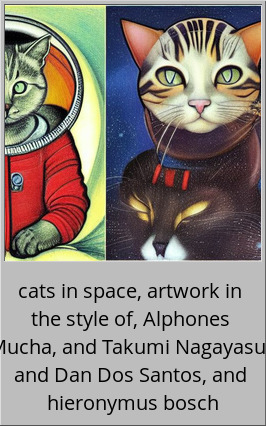 cats in space, artwork in
the style of, Alphones
Mucha, and Takumi Nagayasu
and Dan Dos Santos, and
hieronymus bosch